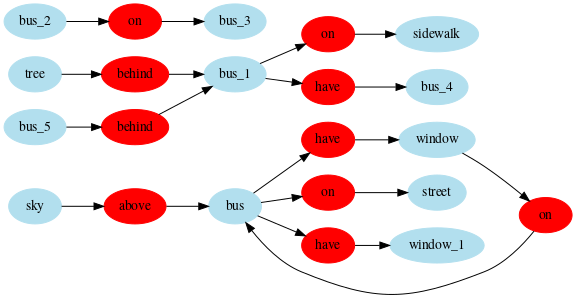 bus_2 on bus_3
on sidewalk
tree behind bus_1
have bus_4
bus_5 behind
have window
sky above bus
on street
on
have window_1